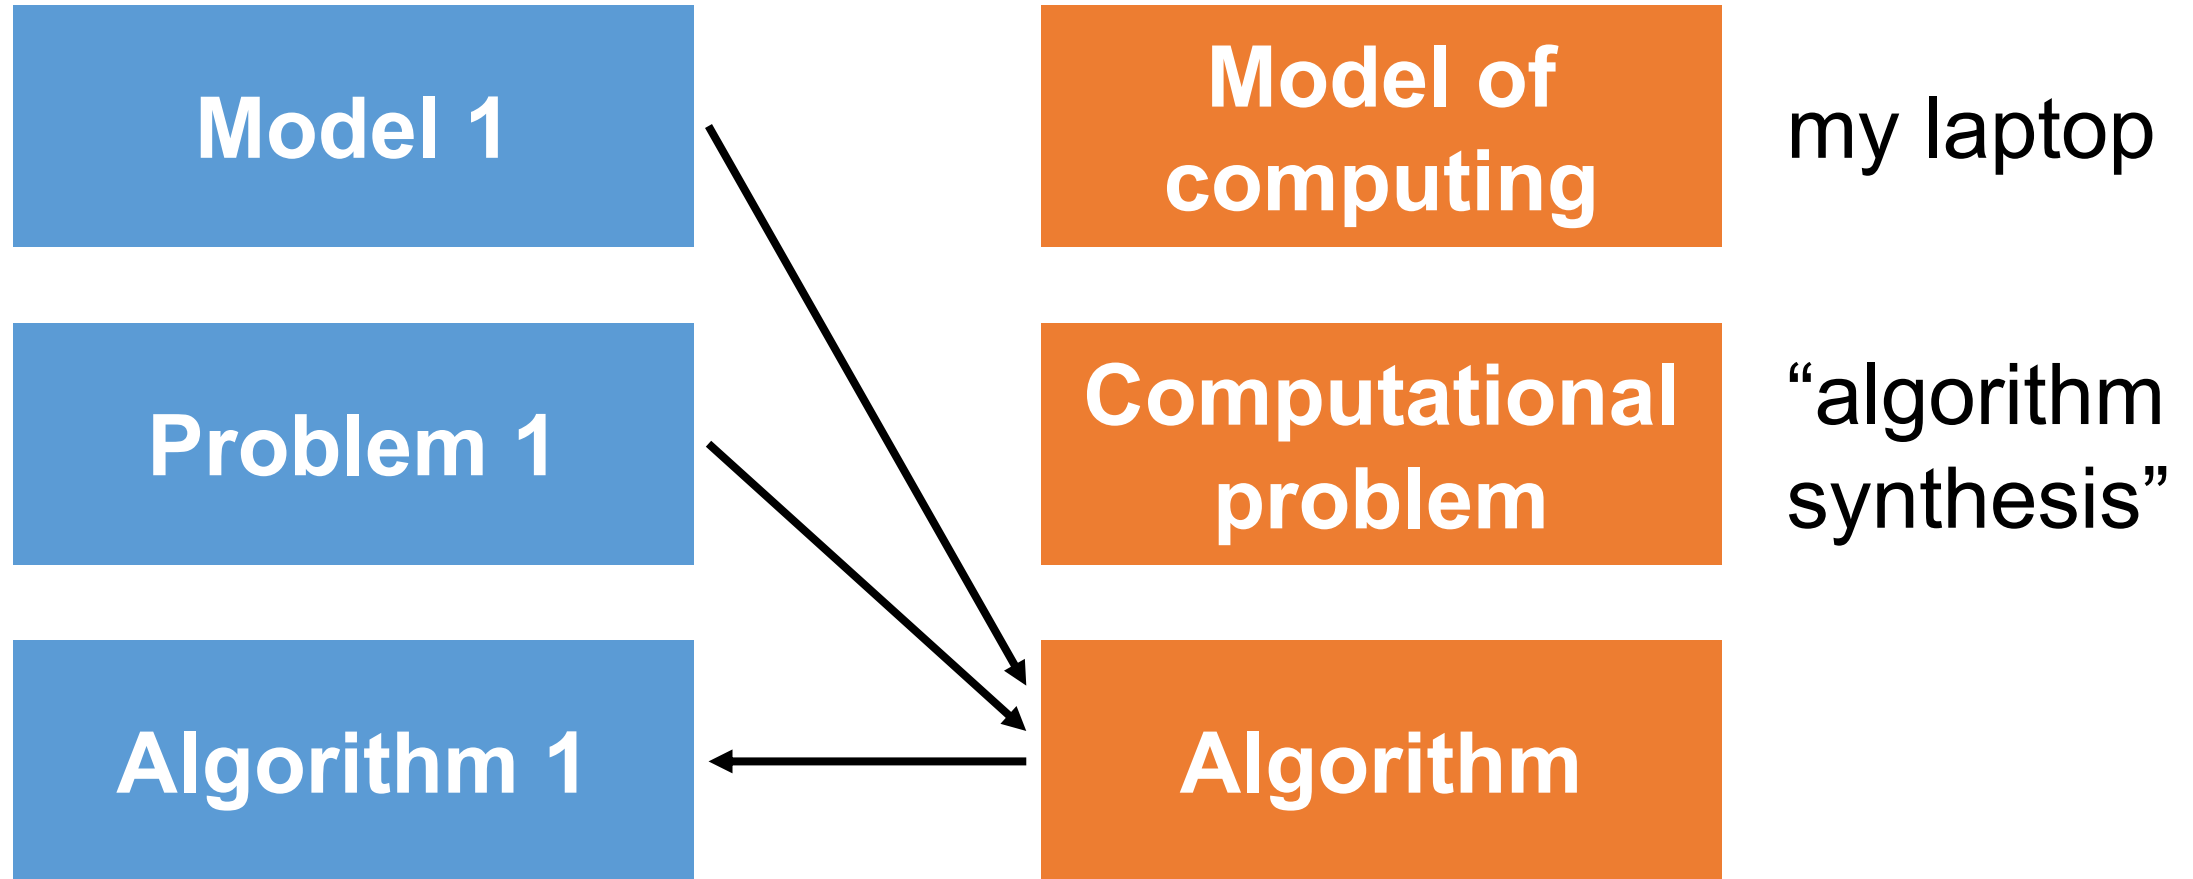 Model 1
Model of
computing
my laptop
Problem 1
Computational
problem
“algorithm
synthesis”
Algorithm 1
Algorithm